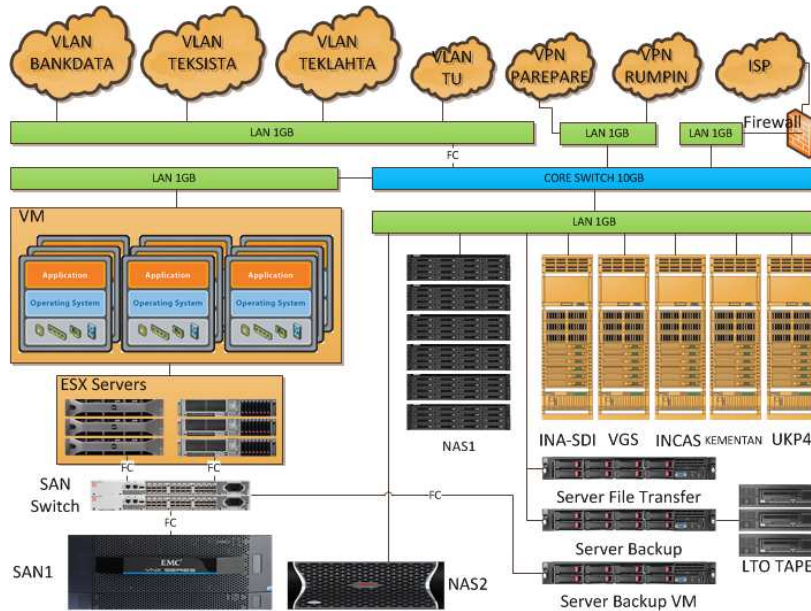 VLAN
BANKDATA
VLAN
TEKSISTA
VLAN
TEKLAHTA
VLAN
TU
VPN
PAREPARE
VPN
RUMPIN
ISP
Firewall
LAN 1GB
LAN 1GB
LAN 1GB
FC
LAN 1GB
CORE SWITCH 10GB
LAN 1GB
VM
Application
Application
Application
Operating System
Operating System
Operating System
ESX Servers
FC
FC
SAN
Switch
FC
FC
SAN1
EMC²
VNX SERIES
NAS1
NAS2
INA-SDI
VGS
INCAS
KEMENTAN
UKP4
Server File Transfer
Server Backup
LTO TAPE
Server Backup VM